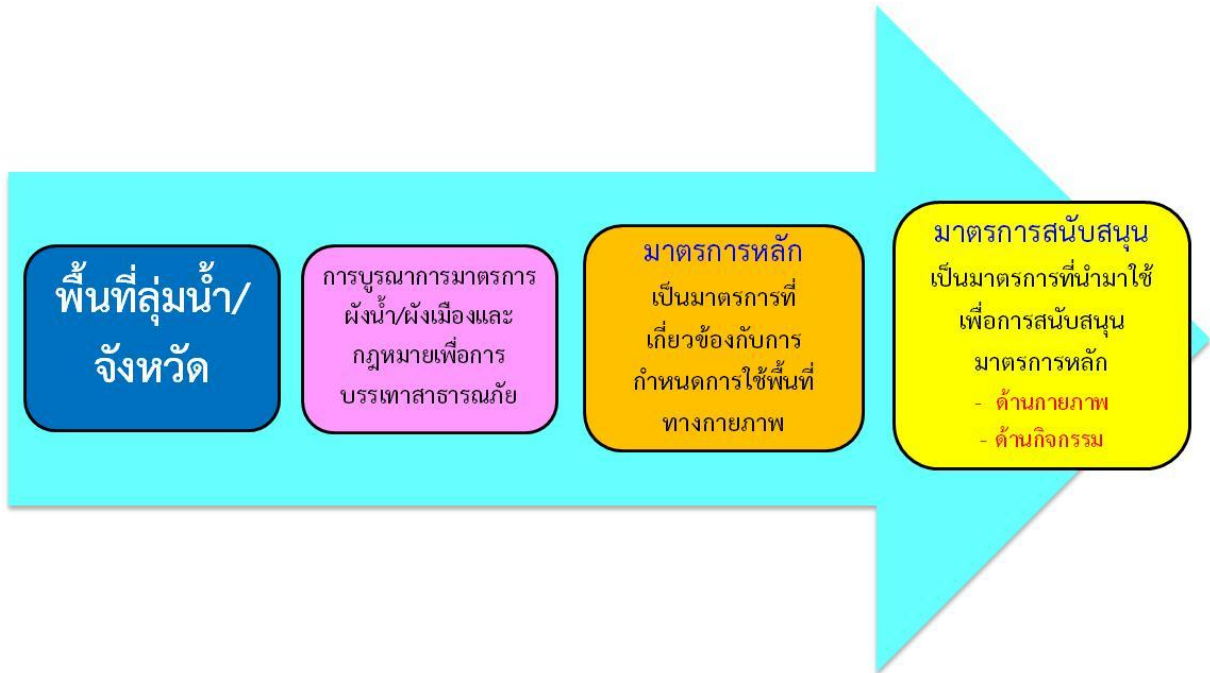 พื้นที่ลุ่มน้ำ/
จังหวัด
การบูรณาการมาตรการ
ผังน้ำ/ผังเมืองและ
กฎหมายเพื่อการ
บรรเทาสาธารณภัย
มาตรการหลัก
เป็นมาตรการที่
เกี่ยวข้องกับการ
กำหนดการใช้พื้นที่
ทางกายภาพ
มาตรการสนับสนุน
เป็นมาตรการที่นำมาใช้
เพื่อการสนับสนุน
มาตรการหลัก
- ด้านกายภาพ
- ด้านกิจกรรม